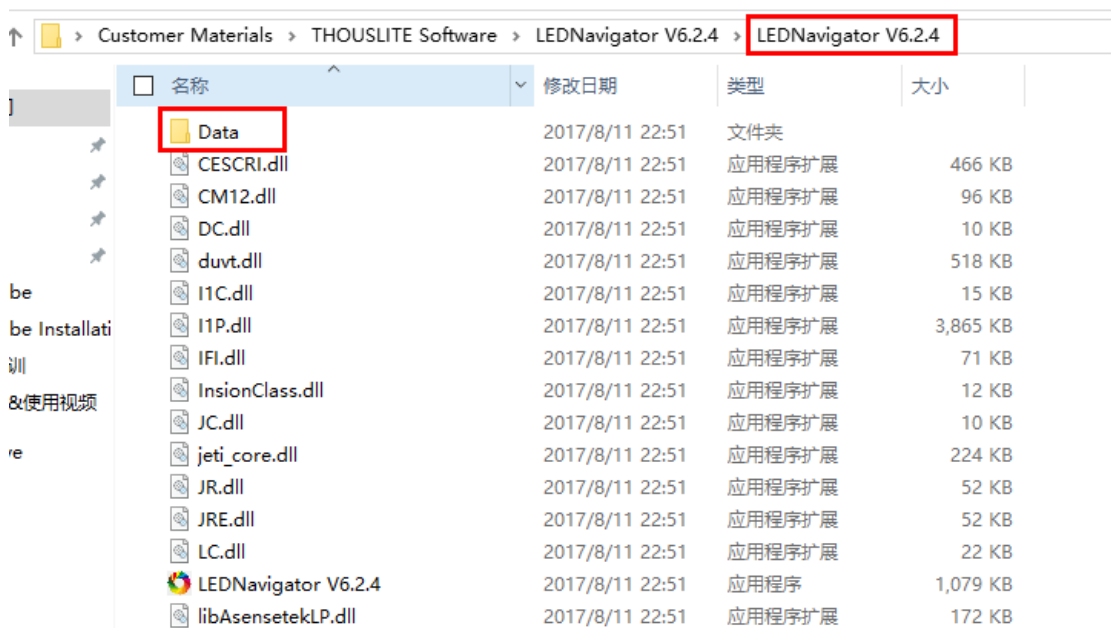 Customer Materials > THOUSLITE Software > LEDNavigator V6.2.4 > LEDNavigator V6.2.4
名称 修改日期 类型 大小
Data 2017/8/11 22:51 文件夹
CESCRI.dll 2017/8/11 22:51 应用程序扩展 466 KB
CM12.dll 2017/8/11 22:51 应用程序扩展 96 KB
DC.dll 2017/8/11 22:51 应用程序扩展 10 KB
duvt.dll 2017/8/11 22:51 应用程序扩展 518 KB
be
I1C.dll 2017/8/11 22:51 应用程序扩展 15 KB
be Installati
I1P.dll 2017/8/11 22:51 应用程序扩展 3,865 KB
训
IFI.dll 2017/8/11 22:51 应用程序扩展 71 KB
&使用视频
InsionClass.dll 2017/8/11 22:51 应用程序扩展 12 KB
JC.dll 2017/8/11 22:51 应用程序扩展 10 KB
jeti_core.dll 2017/8/11 22:51 应用程序扩展 224 KB
JR.dll 2017/8/11 22:51 应用程序扩展 52 KB
JRE.dll 2017/8/11 22:51 应用程序扩展 52 KB
LC.dll 2017/8/11 22:51 应用程序扩展 22 KB
LEDNavigator V6.2.4 2017/8/11 22:51 应用程序 1,079 KB
libAsensetekLP.dll 2017/8/11 22:51 应用程序扩展 172 KB